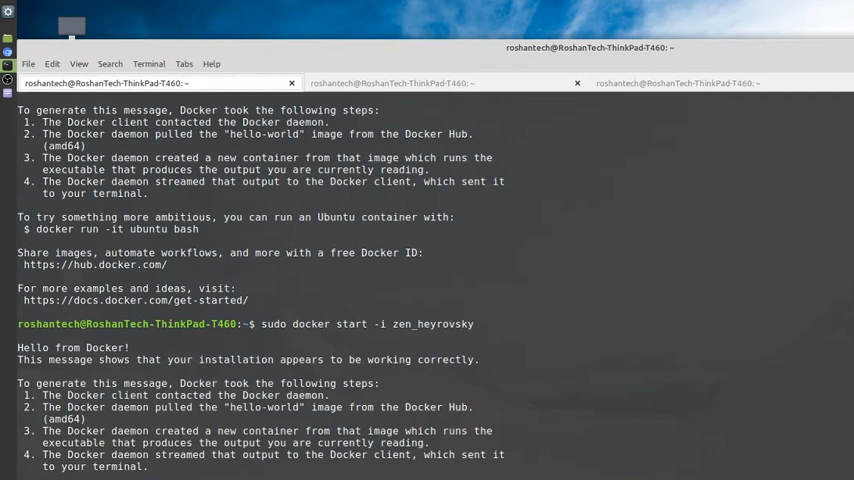 roshantech@RoshanTech-ThinkPad-T460: ~
File Edit View Search Terminal Tabs Help
roshantech@RoshanTech-ThinkPad-T460: ~ roshantech@RoshanTech-ThinkPad-T460: ~ roshantech@RoshanTech-ThinkPad-T460: ~
To generate this message, Docker took the following steps:
1. The Docker client contacted the Docker daemon.
2. The Docker daemon pulled the "hello-world" image from the Docker Hub.
(amd64)
3. The Docker daemon created a new container from that image which runs the
executable that produces the output you are currently reading.
4. The Docker daemon streamed that output to the Docker client, which sent it
to your terminal.
To try something more ambitious, you can run an Ubuntu container with:
$ docker run -it ubuntu bash
Share images, automate workflows, and more with a free Docker ID:
https://hub.docker.com/
For more examples and ideas, visit:
https://docs.docker.com/get-started/
roshantech@RoshanTech-ThinkPad-T460:~$ sudo docker start -i zen_heyrovsky
Hello from Docker!
This message shows that your installation appears to be working correctly.
To generate this message, Docker took the following steps:
1. The Docker client contacted the Docker daemon.
2. The Docker daemon pulled the "hello-world" image from the Docker Hub.
(amd64)
3. The Docker daemon created a new container from that image which runs the
executable that produces the output you are currently reading.
4. The Docker daemon streamed that output to the Docker client, which sent it
to your terminal.